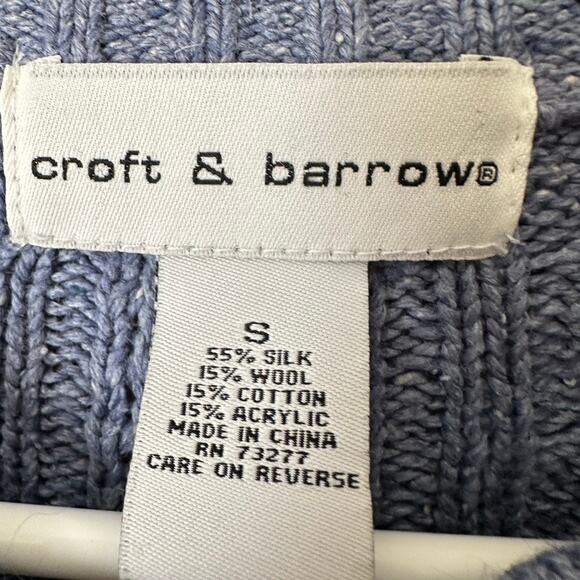 croft & barrow®
S
55% SILK
15% WOOL
15% COTTON
15% ACRYLIC
MADE IN CHINA
RN 73277
CARE ON REVERSE